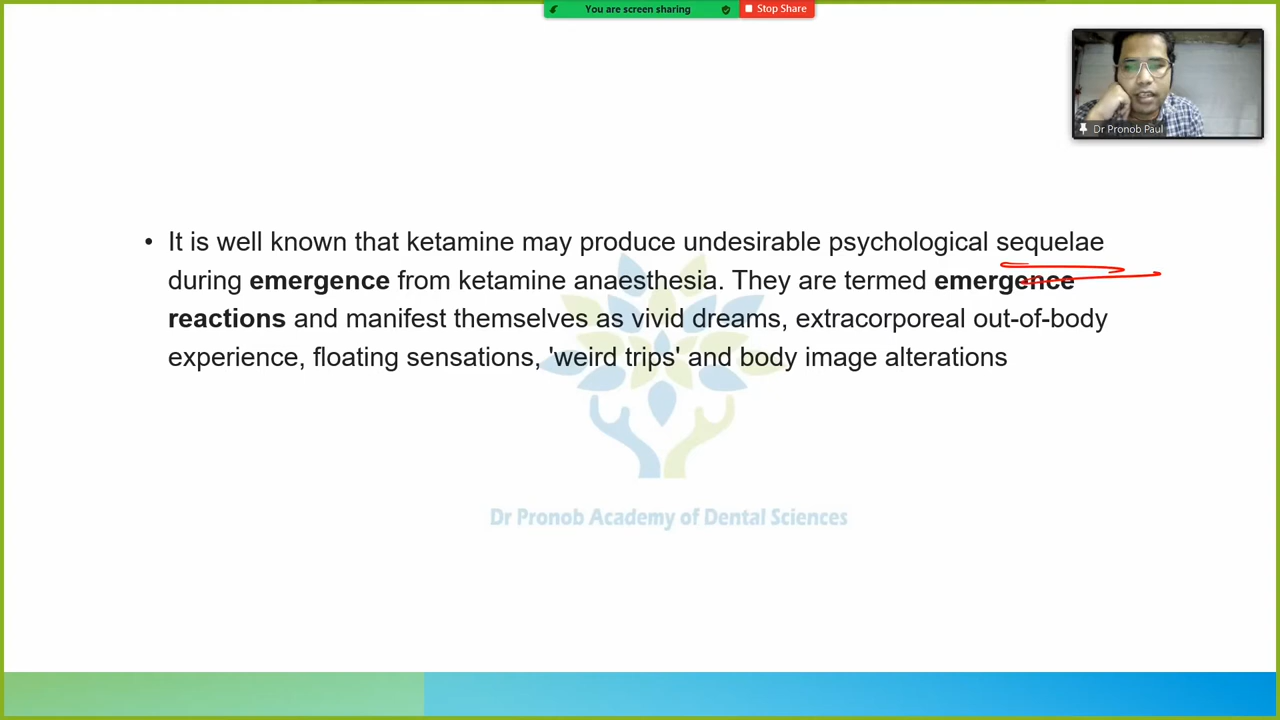 You are screen sharing
Stop Share
Dr Pronob Paul
• It is well known that ketamine may produce undesirable psychological sequelae
during emergence from ketamine anaesthesia. They are termed emergence
reactions and manifest themselves as vivid dreams, extracorporeal out-of-body
experience, floating sensations, 'weird trips' and body image alterations
Dr Pronob Academy of Dental Sciences